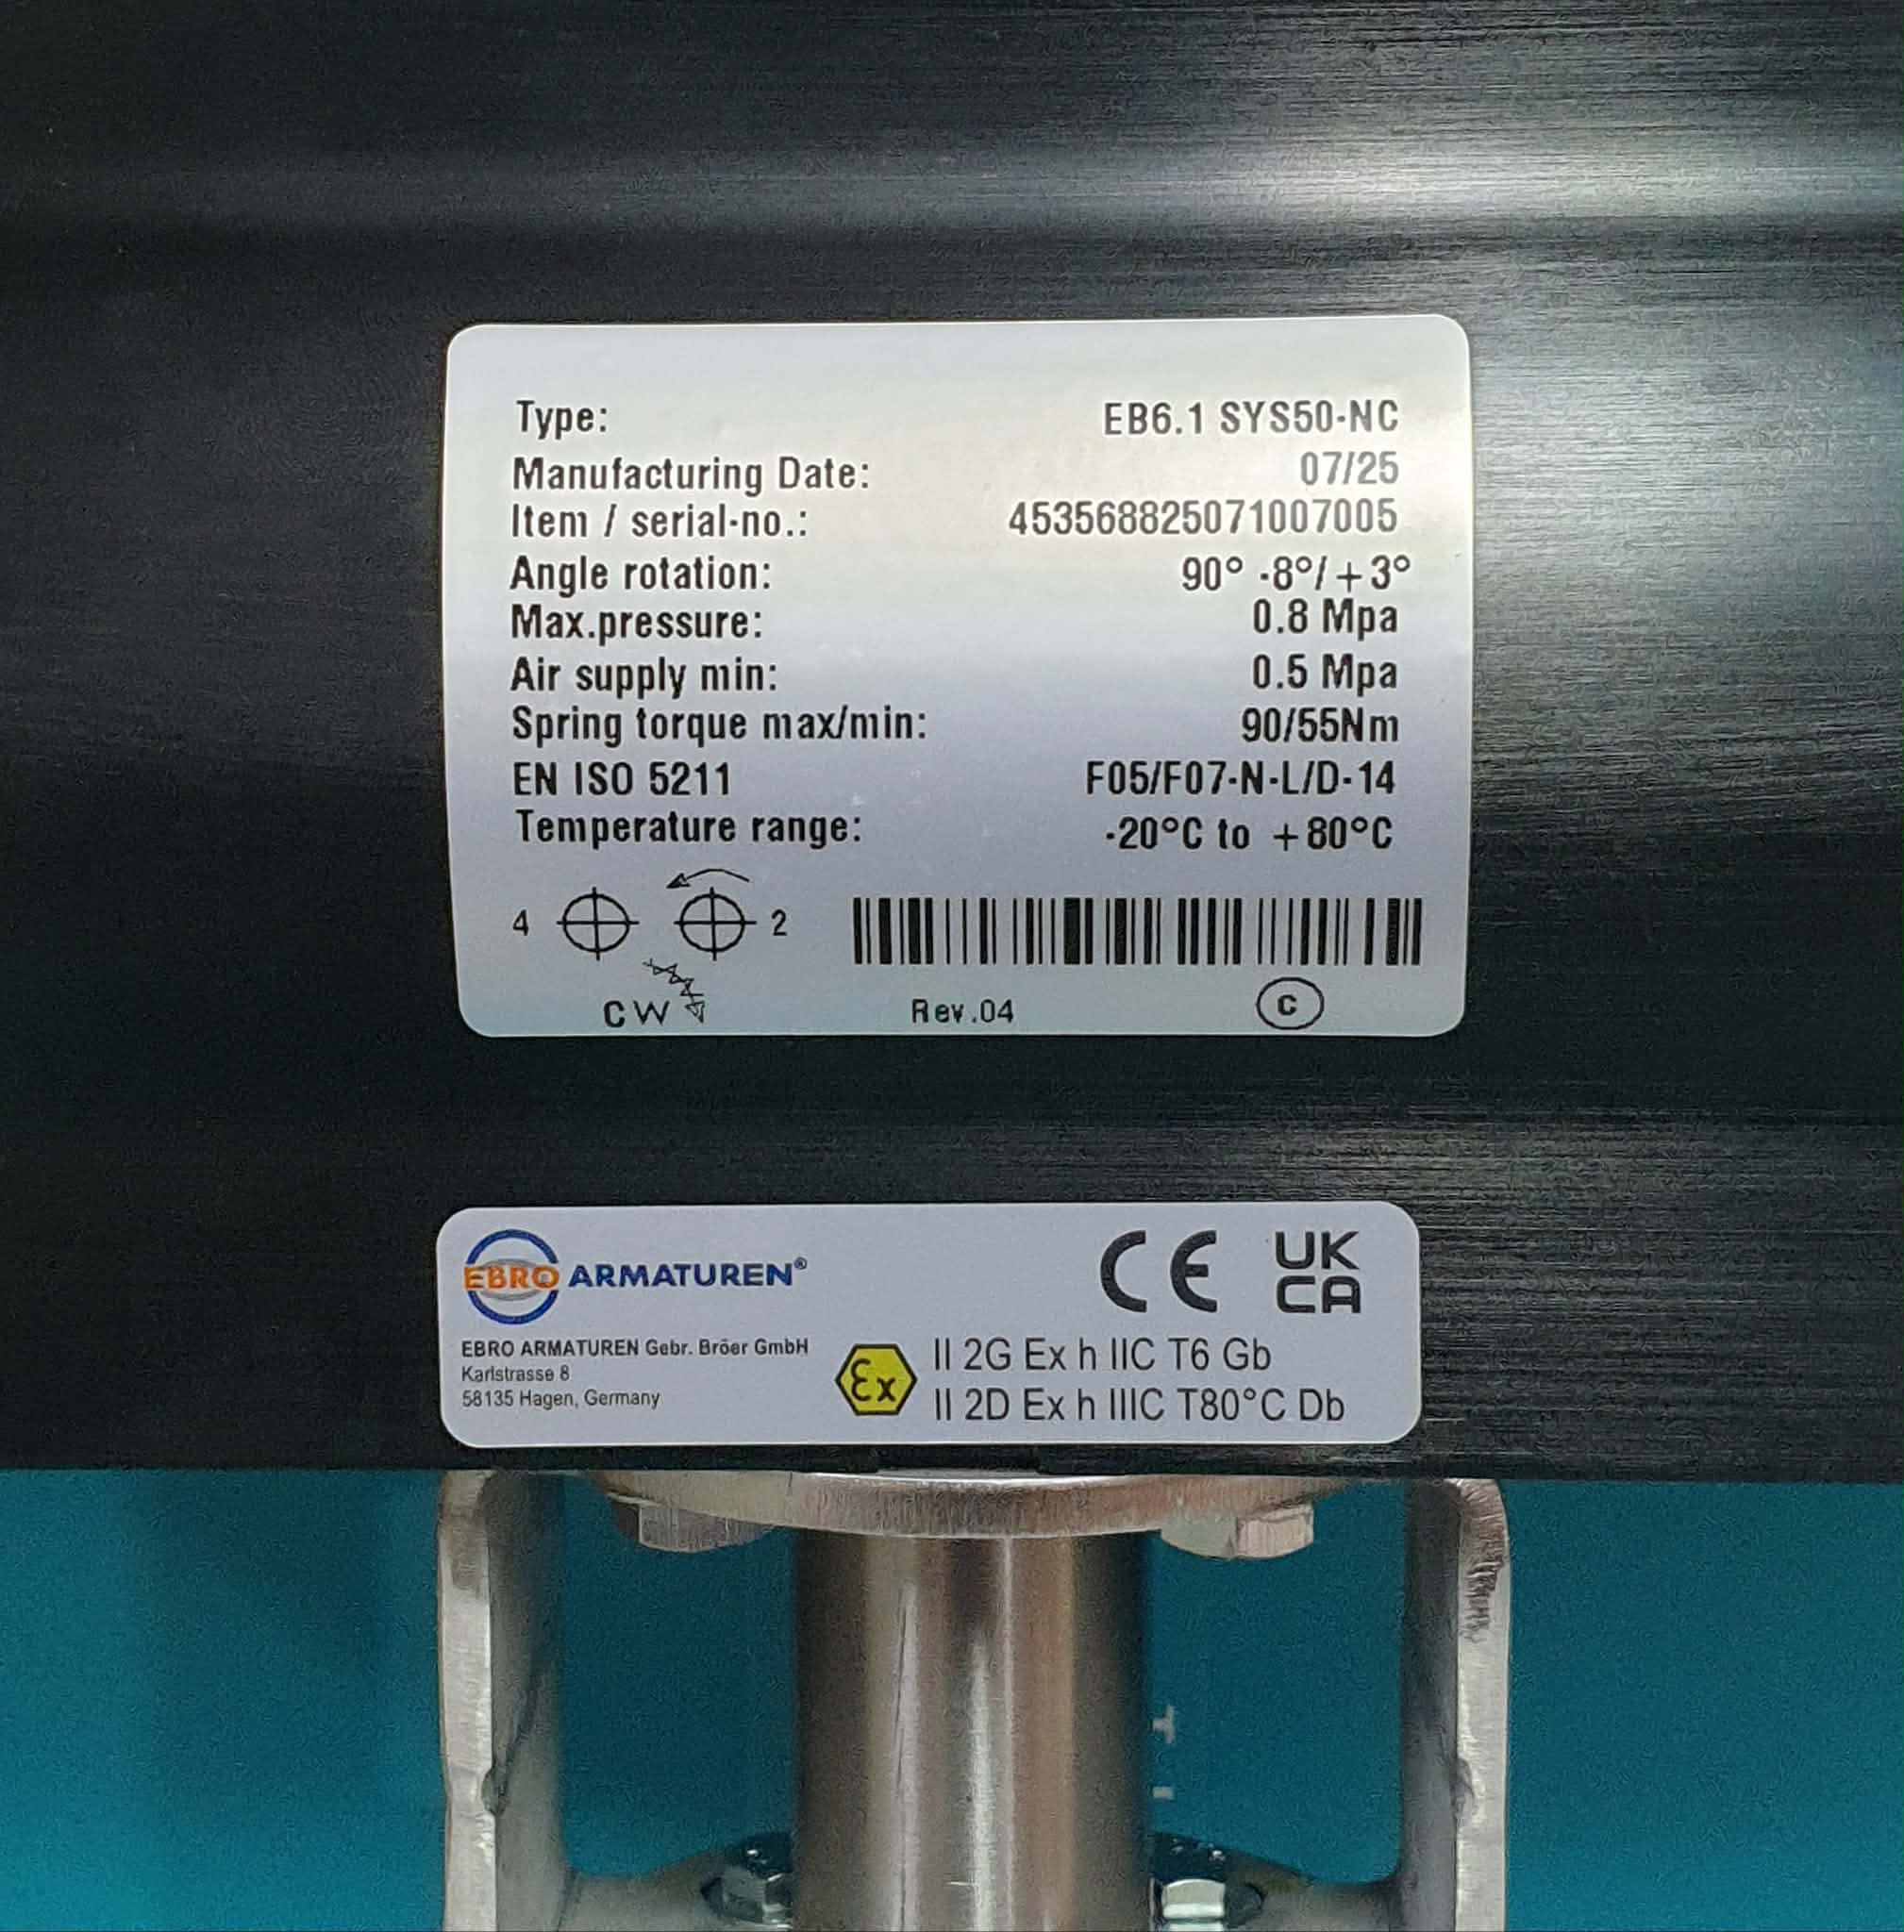 Type: EB6.1 SYS50-NC
Manufacturing Date: 07/25
Item / serial-no.: 453568825071007005
Angle rotation: 90° -8°/+3°
Max.pressure: 0.8 Mpa
Air supply min: 0.5 Mpa
Spring torque max/min: 90/55Nm
EN ISO 5211 F05/F07-N-L/D-14
Temperature range: -20°C to +80°C
4 2
CW Rev.04 C
EBRO ARMATUREN®
CE UK CA
EBRO ARMATUREN Gebr. Bröer GmbH
Karlstrasse 8
58135 Hagen, Germany
Ex II 2G Ex h IIC T6 Gb
II 2D Ex h IIIC T80°C Db